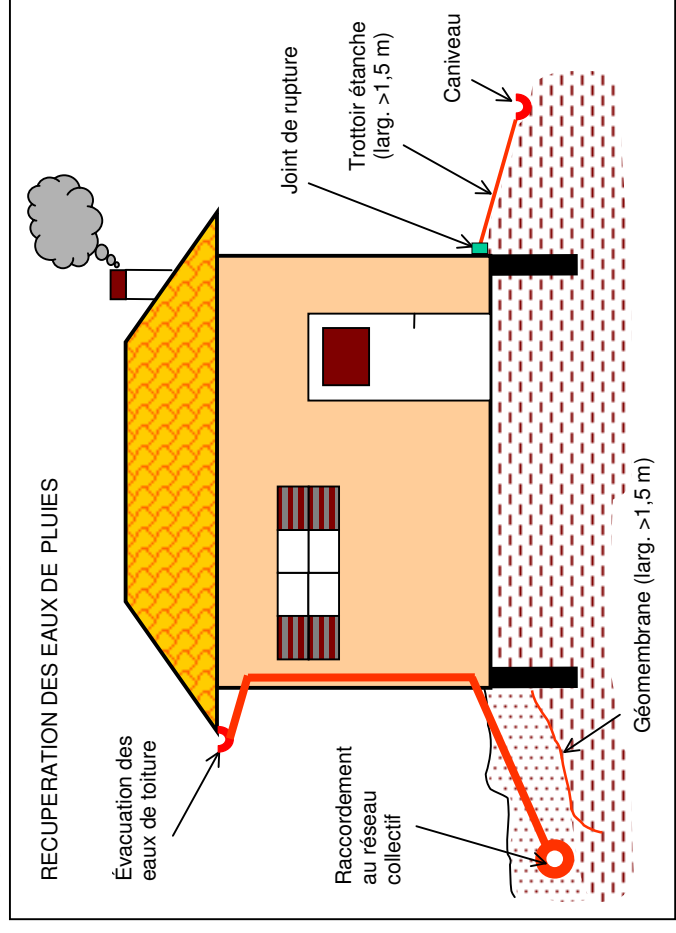 RECUPERATION DES EAUX DE PLUIES
Évacuation des
eaux de toiture
Joint de rupture
Trottoir étanche
(larg. >1,5 m)
Caniveau
Raccordement
au réseau
collectif
Géomembrane (larg. >1,5 m)